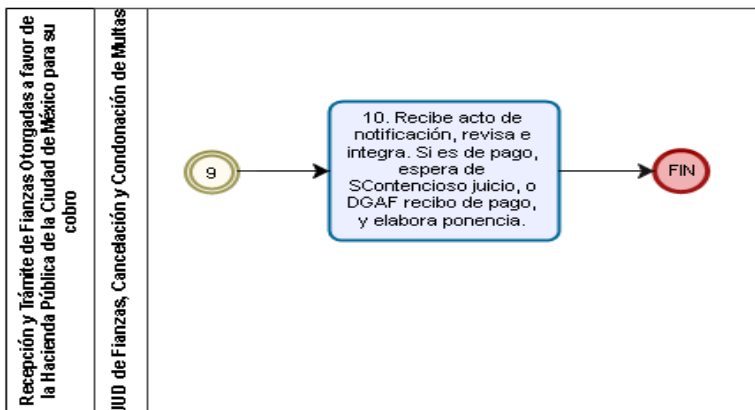 Recepción y Trámite de Fianzas Otorgadas a favor de
la Hacienda Pública de la Ciudad de México para su
cobro
JUD de Fianzas, Cancelación y Condonación de Multas
9
10. Recibe acto de
notificación, revisa e
integra. Si es de pago,
espera de
SContencioso juicio, o
DGAF recibo de pago,
y elabora ponencia.
FIN